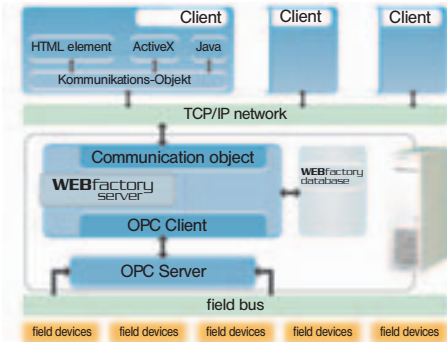 Client
Client
Client
HTML element
ActiveX
Java
Kommunikations-Objekt
TCP/IP network
Communication object
WEBfactory
server
WEBfactory
database
OPC Client
OPC Server
field bus
field devices
field devices
field devices
field devices
field devices